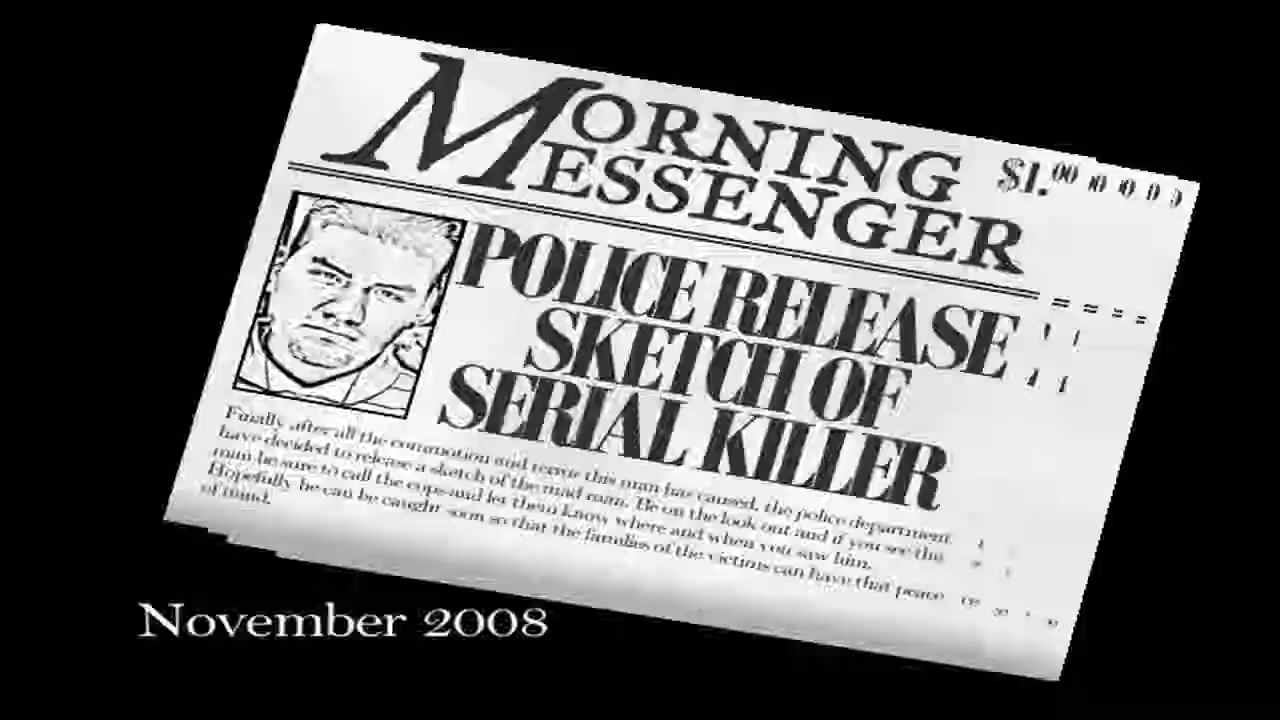 MORNING
MESSENGER
$1.00
POLICE RELEASE
SKETCH OF
SERIAL KILLER
Finally after all the commotion and terror this man has caused, the police department
have decided to release a sketch of the mad man. Be on the look out and if you see this
man be sure to call the cops and let them know where and when you saw him.
Hopefully he can be caught soon so that the families of the victims can have that peace
of mind.
November 2008